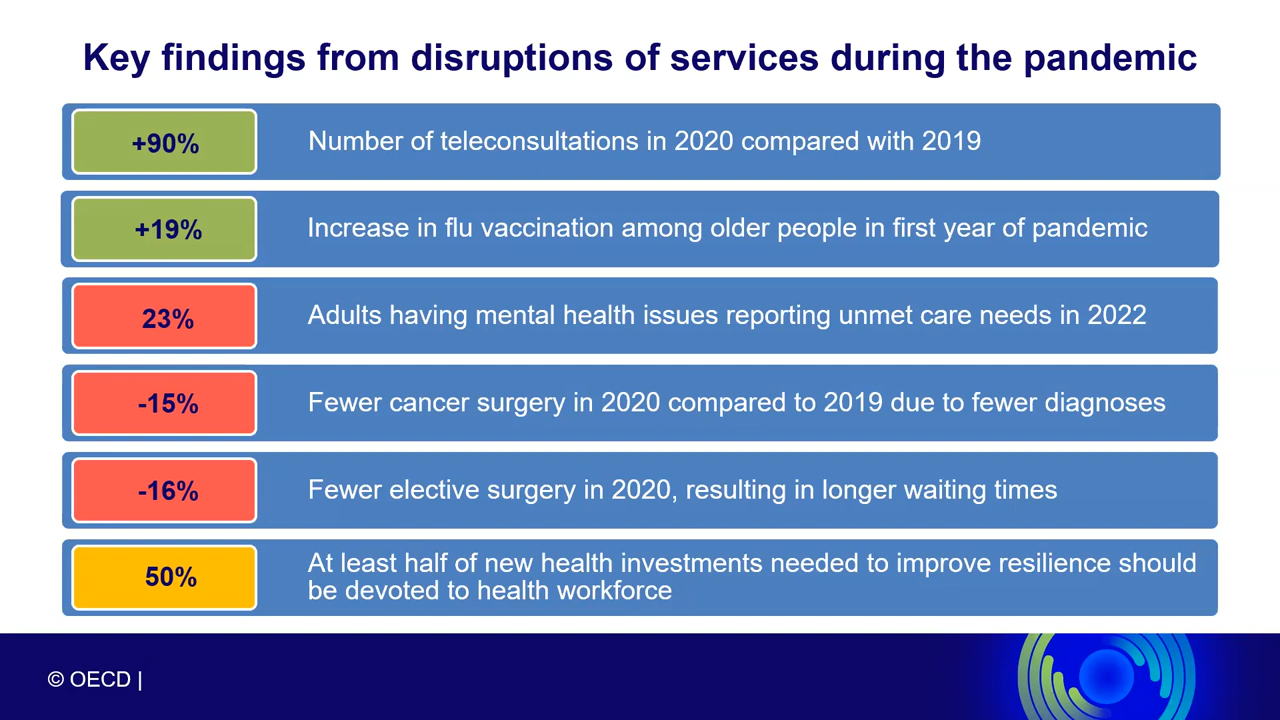 Key findings from disruptions of services during the pandemic
+90%
Number of teleconsultations in 2020 compared with 2019
+19%
Increase in flu vaccination among older people in first year of pandemic
23%
Adults having mental health issues reporting unmet care needs in 2022
-15%
Fewer cancer surgery in 2020 compared to 2019 due to fewer diagnoses
-16%
Fewer elective surgery in 2020, resulting in longer waiting times
50%
At least half of new health investments needed to improve resilience should
be devoted to health workforce
© OECD |